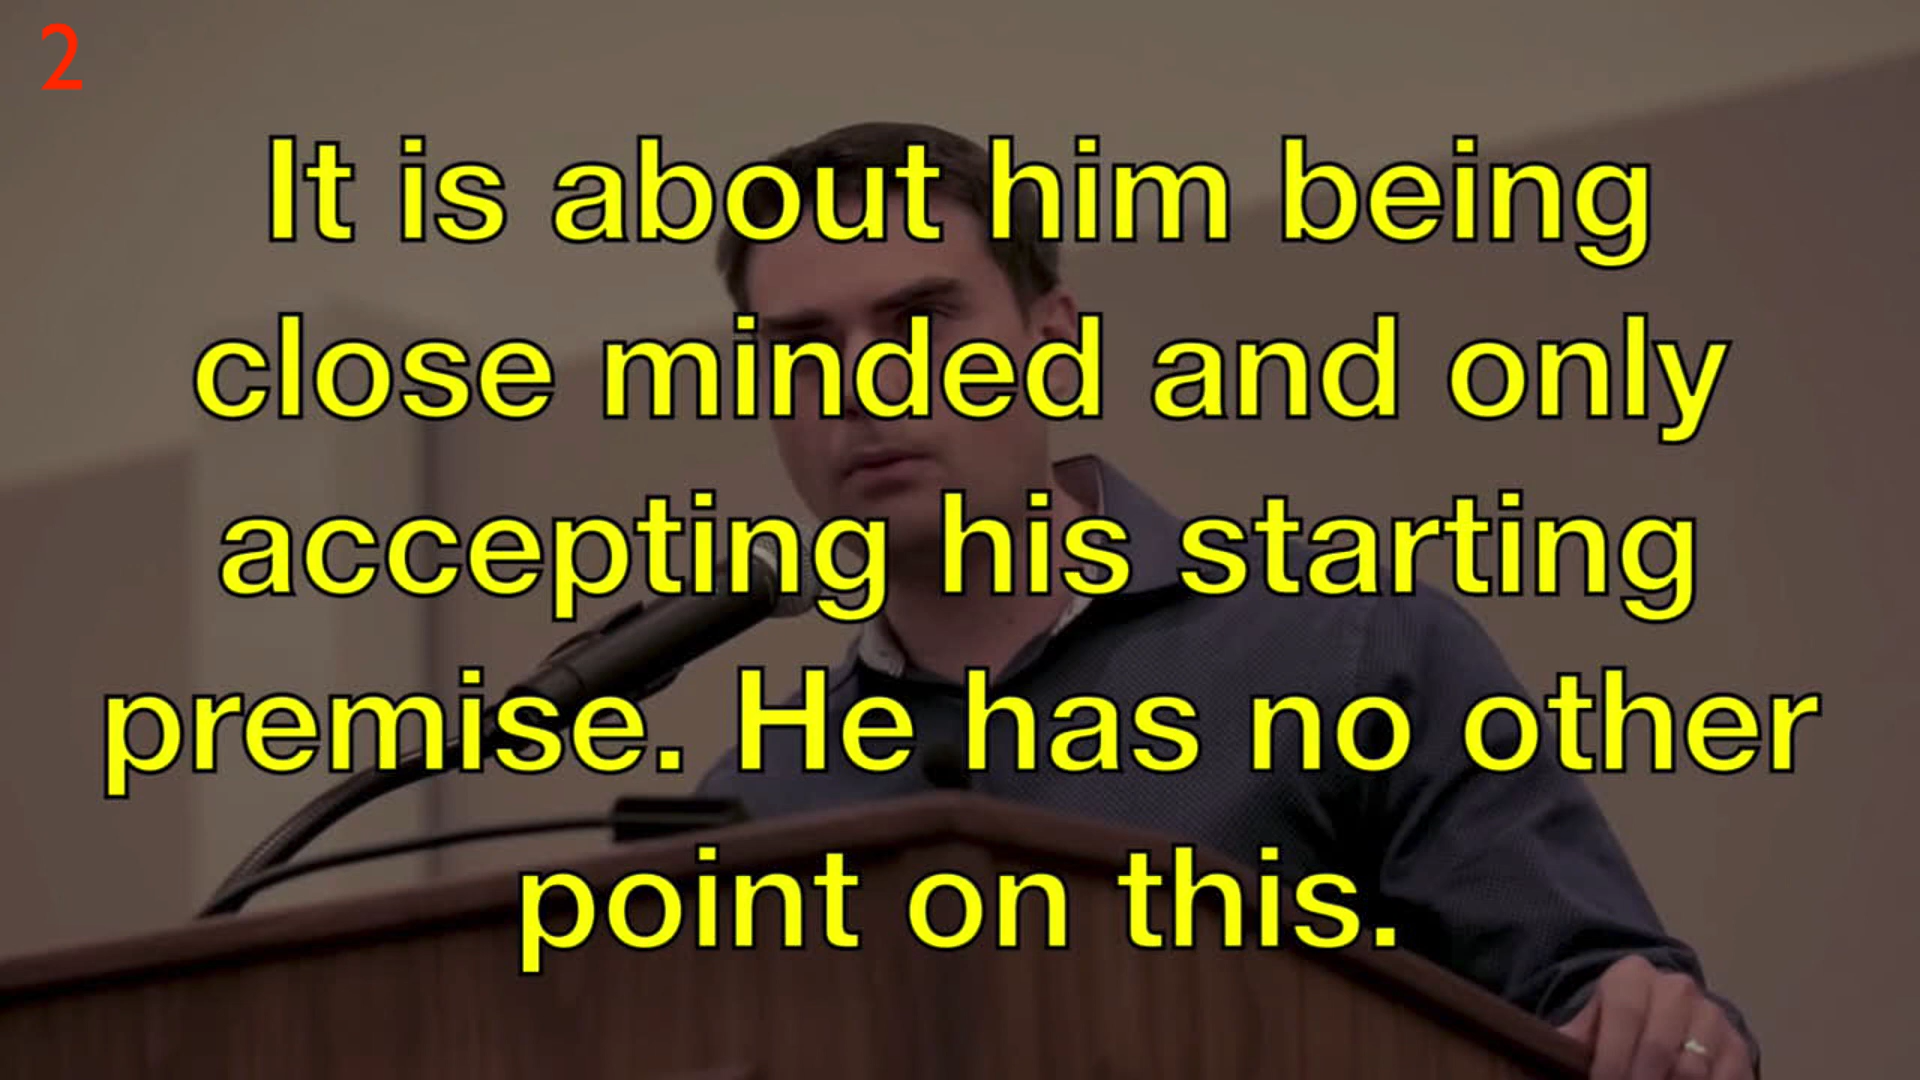 2
It is about him being
close minded and only
accepting his starting
premise. He has no other
point on this.